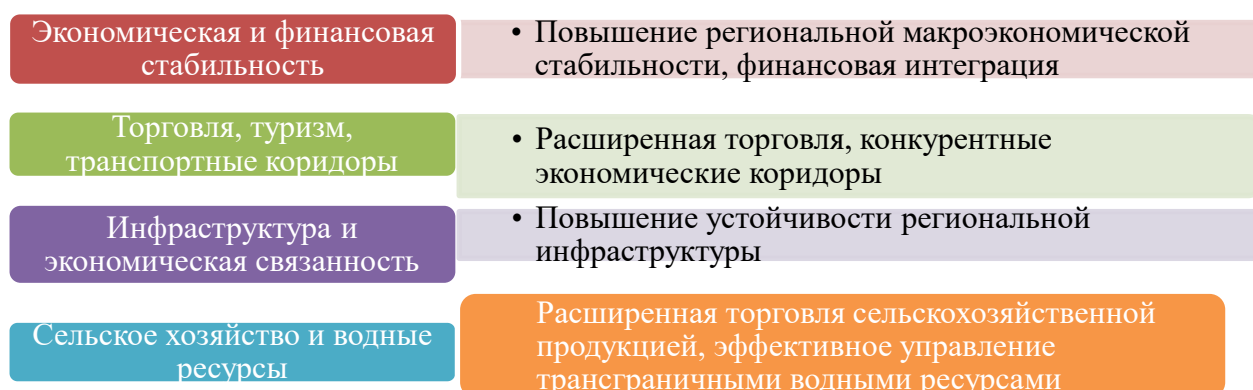 Экономическая и финансовая
стабильность
• Повышение региональной макроэкономической
стабильности, финансовая интеграция
Торговля, туризм,
транспортные коридоры
• Расширенная торговля, конкурентные
экономические коридоры
Инфраструктура и
экономическая связанность
• Повышение устойчивости региональной
инфраструктуры
Сельское хозяйство и водные
ресурсы
Расширенная торговля сельскохозяйственной
продукцией, эффективное управление
трансграничными водными ресурсами